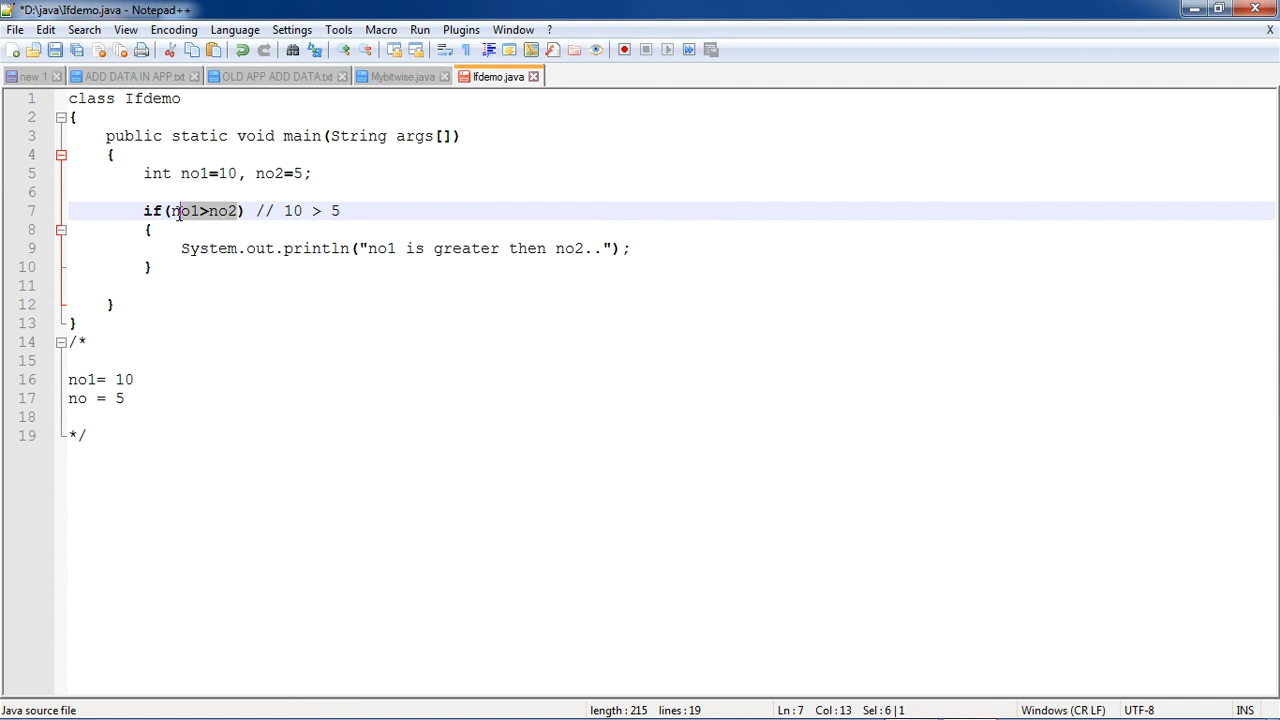 *D:\java\Ifdemo.java - Notepad++
File Edit Search View Encoding Language Settings Tools Macro Run Plugins Window ? X
new 1 ADD DATA IN APP.txt OLD APP ADD DATA.txt Mybitwise.java Ifdemo.java
1 class Ifdemo
2 {
3 public static void main(String args[])
4 {
5 int no1=10, no2=5;
6
7 if(no1>no2) // 10 > 5
8 {
9 System.out.println("no1 is greater then no2..");
10 }
11
12 }
13 }
14 /*
15
16 no1= 10
17 no = 5
18
19 */
Java source file length : 215 lines : 19 Ln : 7 Col : 13 Sel : 6 | 1 Windows (CR LF) UTF-8 INS